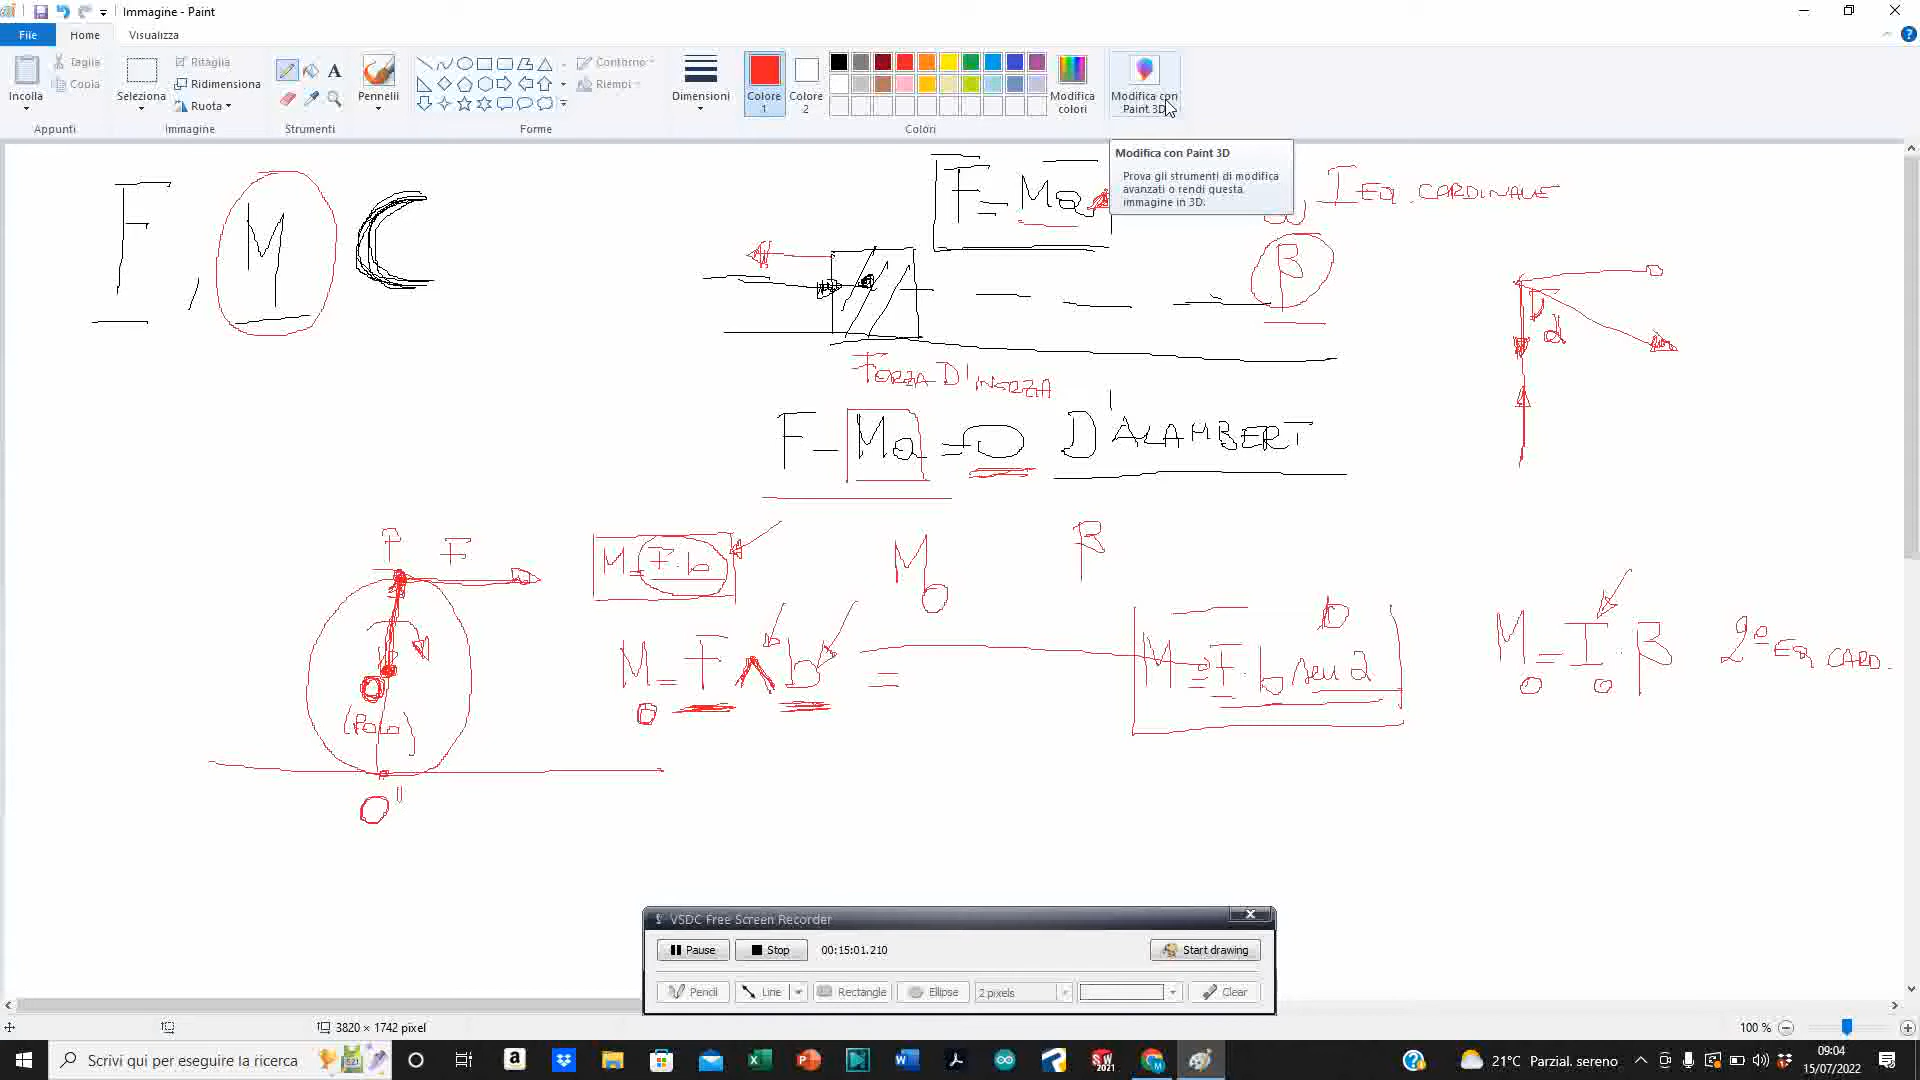 Immagine - Paint
File Home Visualizza
Incolla
Taglia
Copia
Appunti
Seleziona
Ritaglia
Ridimensiona
Ruota
Immagine
Strumenti
Pennelli
Contorno
Riempi
Forme
Dimensioni
Colore 1
Colore 2
Colori
Modifica colori
Modifica con Paint 3D
Modifica con Paint 3D
Prova gli strumenti di modifica
avanzati o rendi questa
immagine in 3D.
F, M C
F = Ma
I EQ. CARDINALE
β
α
FORZA D'INERZIA
F - Ma = 0 D'ALAMBERT
P F
M = F·b
M0
β
O
(Polo)
O"
M0 = F ∧ b =
M = F·b sen α
b
M0 = I0 · β 2ª EQ CARD.
VSDC Free Screen Recorder
Pause Stop 00:15:01.210 Start drawing
Pencil Line Rectangle Ellipse 2 pixels Clear
3820 × 1742 pixel 100 %
Scrivi qui per eseguire la ricerca
21°C Parzial. sereno
09:04
15/07/2022